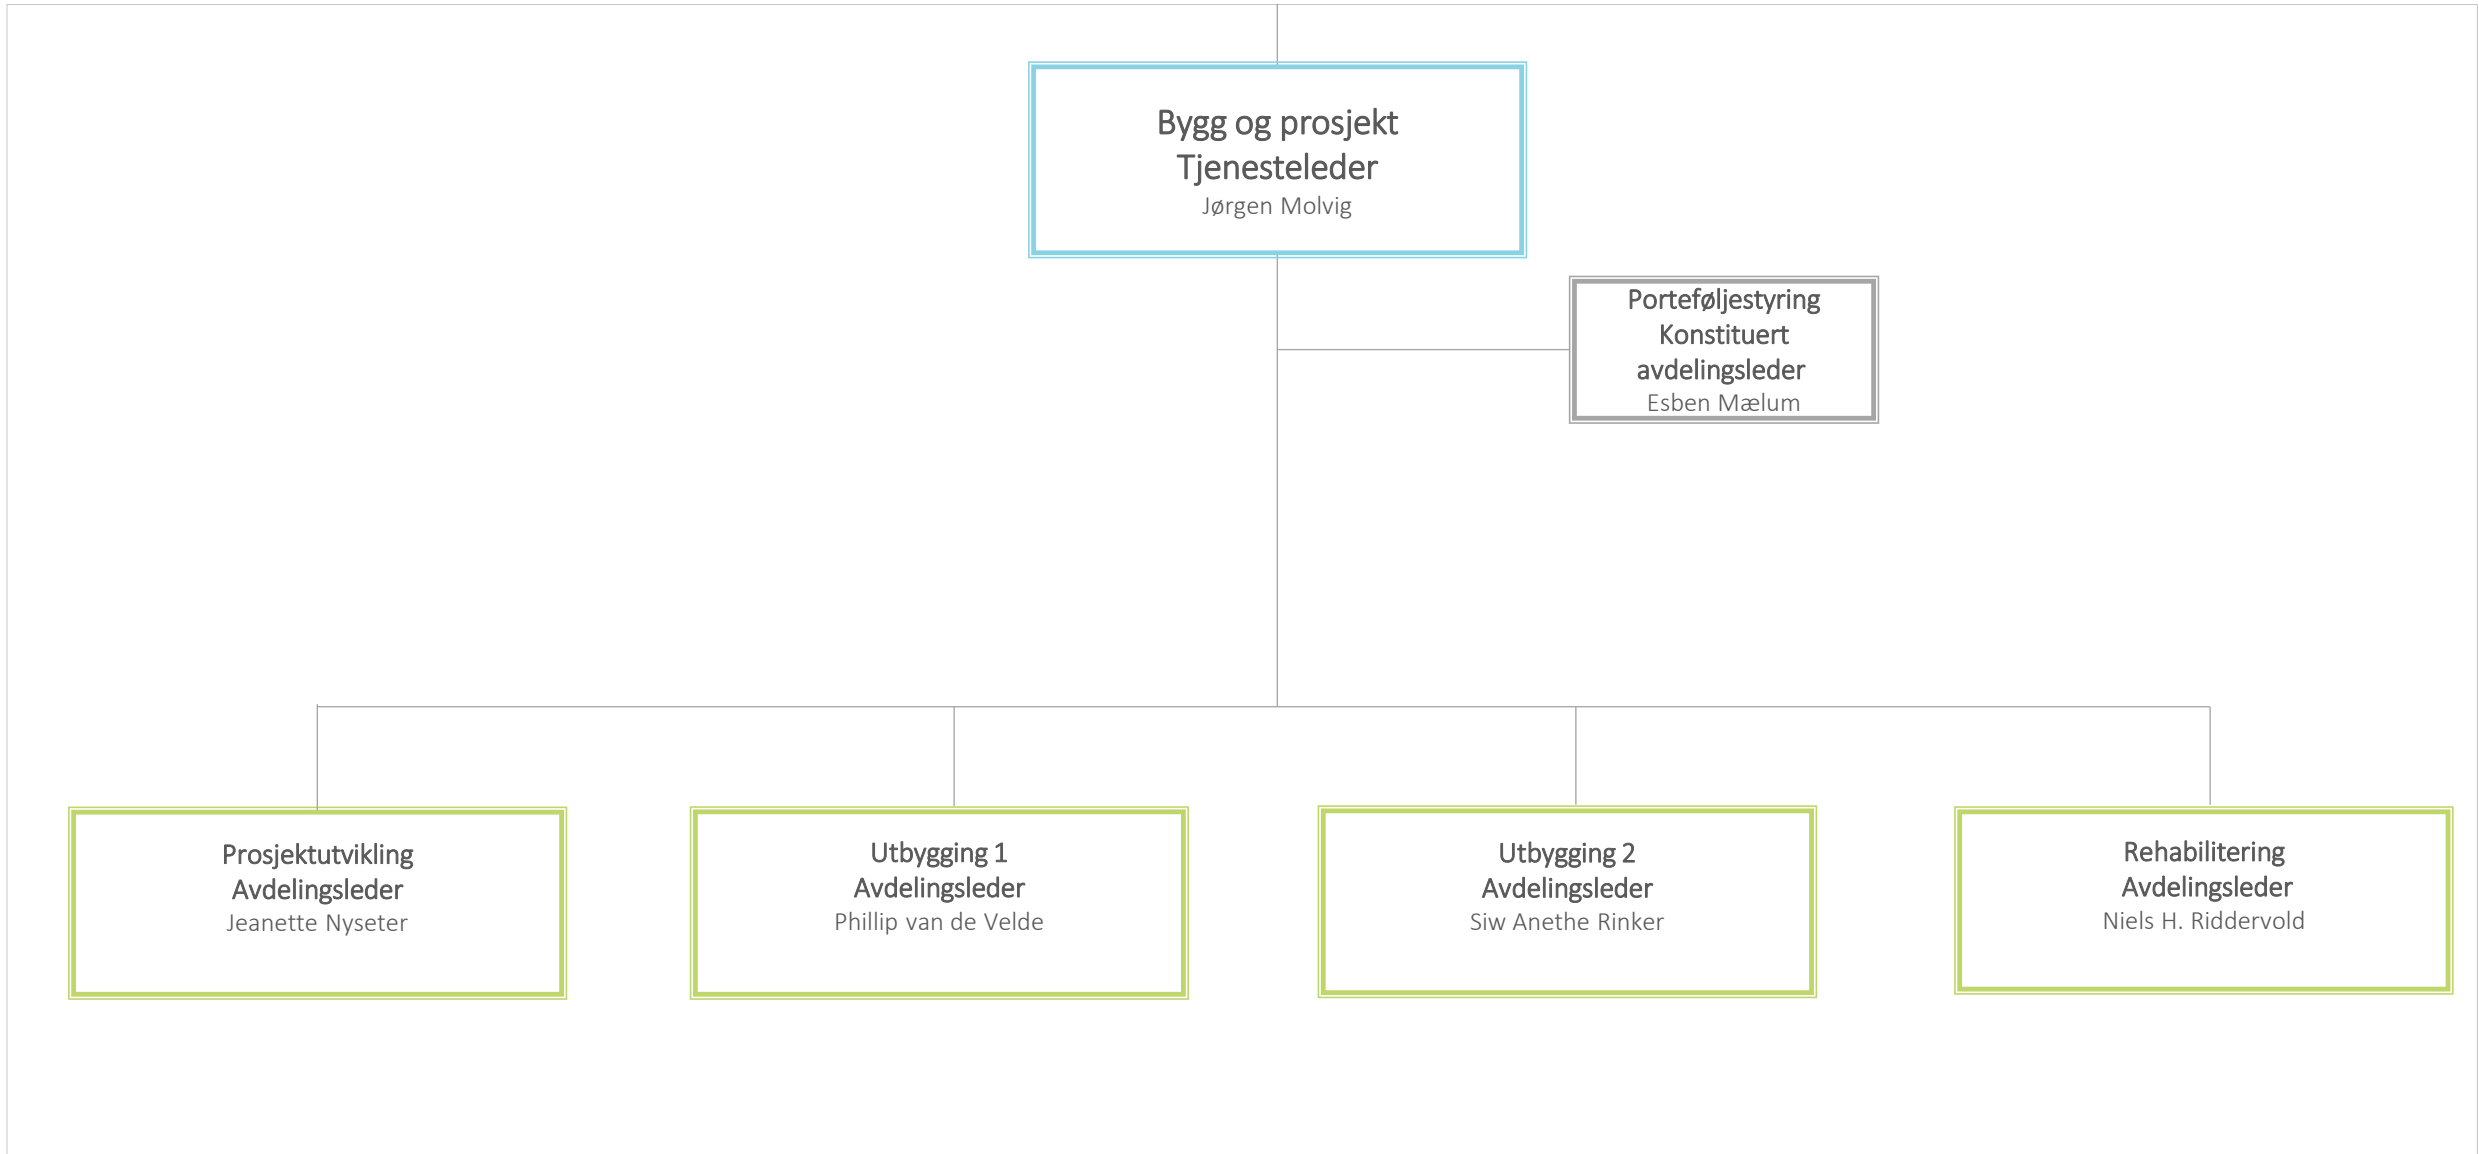 Bygg og prosjekt
Tjenesteleder
Jørgen Molvig
Porteføljestyring
Konstituert
avdelingsleder
Esben Mælum
Prosjektutvikling
Avdelingsleder
Jeanette Nyseter
Utbygging 1
Avdelingsleder
Phillip van de Velde
Utbygging 2
Avdelingsleder
Siw Anethe Rinker
Rehabilitering
Avdelingsleder
Niels H. Riddervold